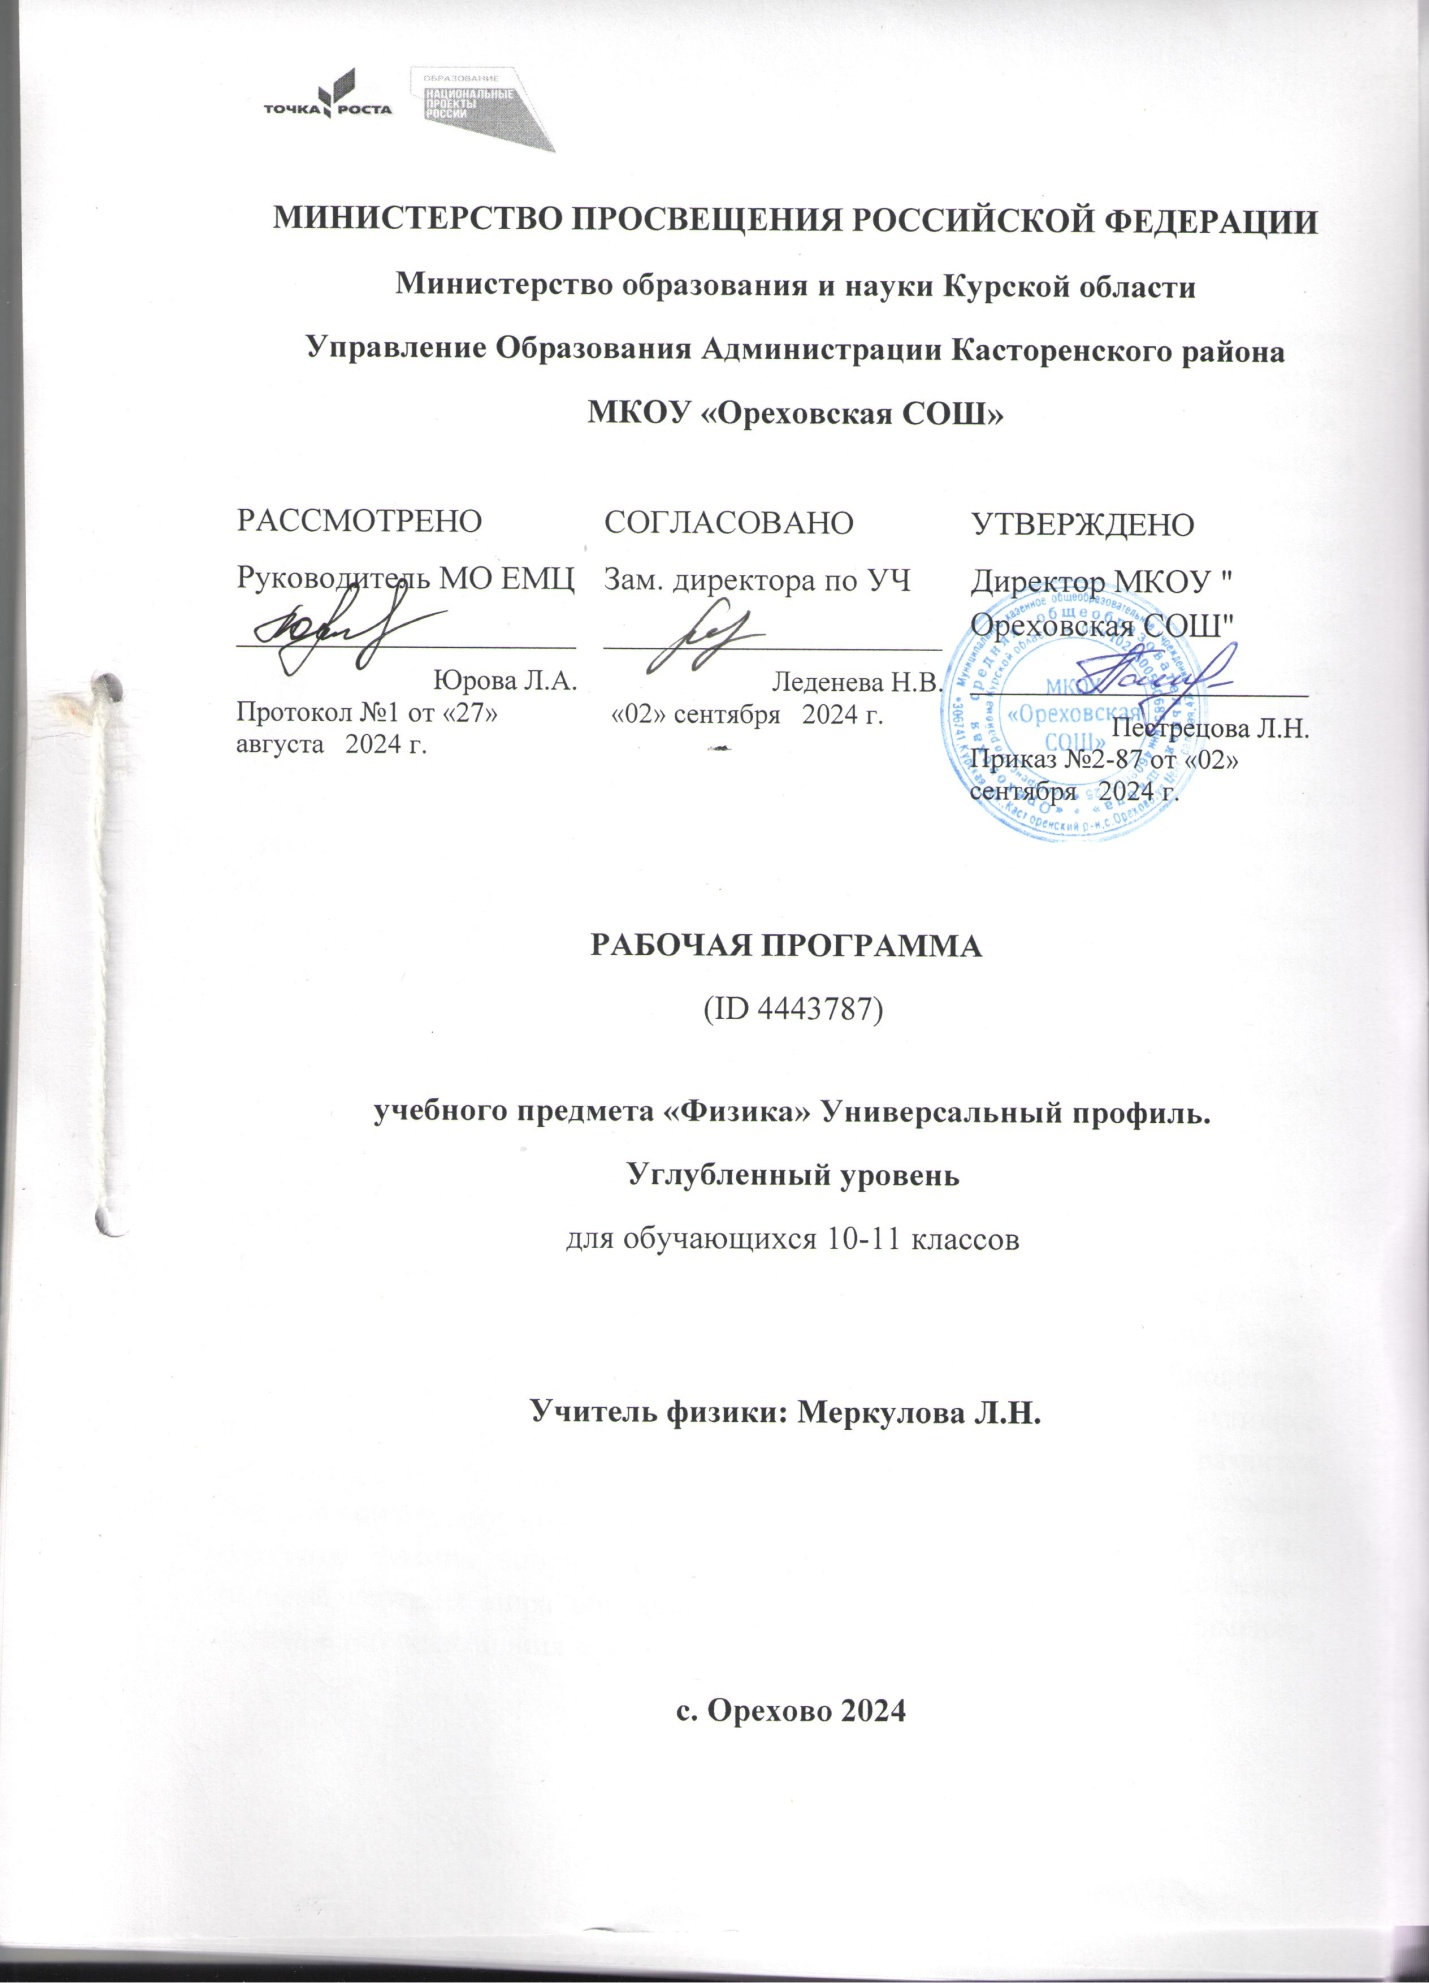 ТОЧКА РОСТА
ОБРАЗОВАНИЕ
НАЦИОНАЛЬНЫЕ
ПРОЕКТЫ
РОССИИ
МИНИСТЕРСТВО ПРОСВЕЩЕНИЯ РОССИЙСКОЙ ФЕДЕРАЦИИ
Министерство образования и науки Курской области
Управление Образования Администрации Касторенского района
МКОУ «Ореховская СОШ»
РАССМОТРЕНО
Руководитель МО ЕМЦ
Юрова Л.А.
Протокол №1 от «27»
августа 2024 г.
СОГЛАСОВАНО
Зам. директора по УЧ
Леденева Н.В.
«02» сентября 2024 г.
УТВЕРЖДЕНО
Директор МКОУ "
Ореховская СОШ"
Пестрецова Л.Н.
Приказ №2-87 от «02»
сентября 2024 г.
МКОУ
«Ореховская
СОШ»
РАБОЧАЯ ПРОГРАММА
(ID 4443787)
учебного предмета «Физика» Универсальный профиль.
Углубленный уровень
для обучающихся 10-11 классов
Учитель физики: Меркулова Л.Н.
с. Орехово 2024